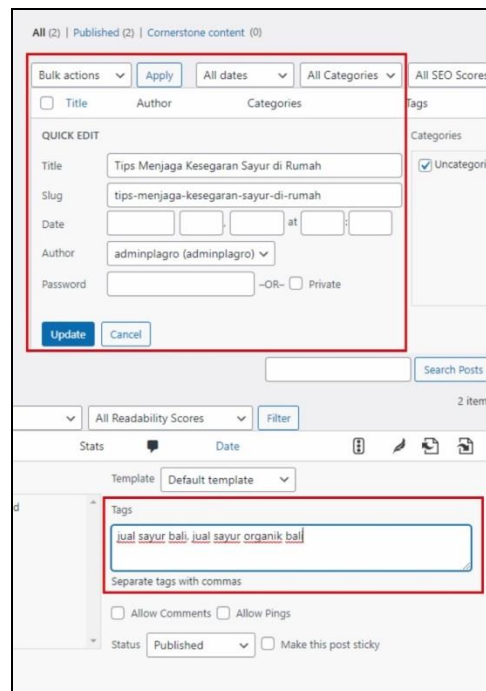 All (2) | Published (2) | Cornerstone content (0)
Bulk actions Apply All dates All Categories All SEO Scores
Title Author Categories Tags
QUICK EDIT Categories
Title Tips Menjaga Kesegaran Sayur di Rumah Uncategori
Slug tips-menjaga-kesegaran-sayur-di-rumah
Date , at :
Author adminplagro (adminplagro)
Password –OR– Private
Update Cancel
Search Posts
2 item
All Readability Scores Filter
Stats Date
Template Default template
d Tags
jual sayur bali, jual sayur organik bali
Separate tags with commas
Allow Comments Allow Pings
Status Published Make this post sticky